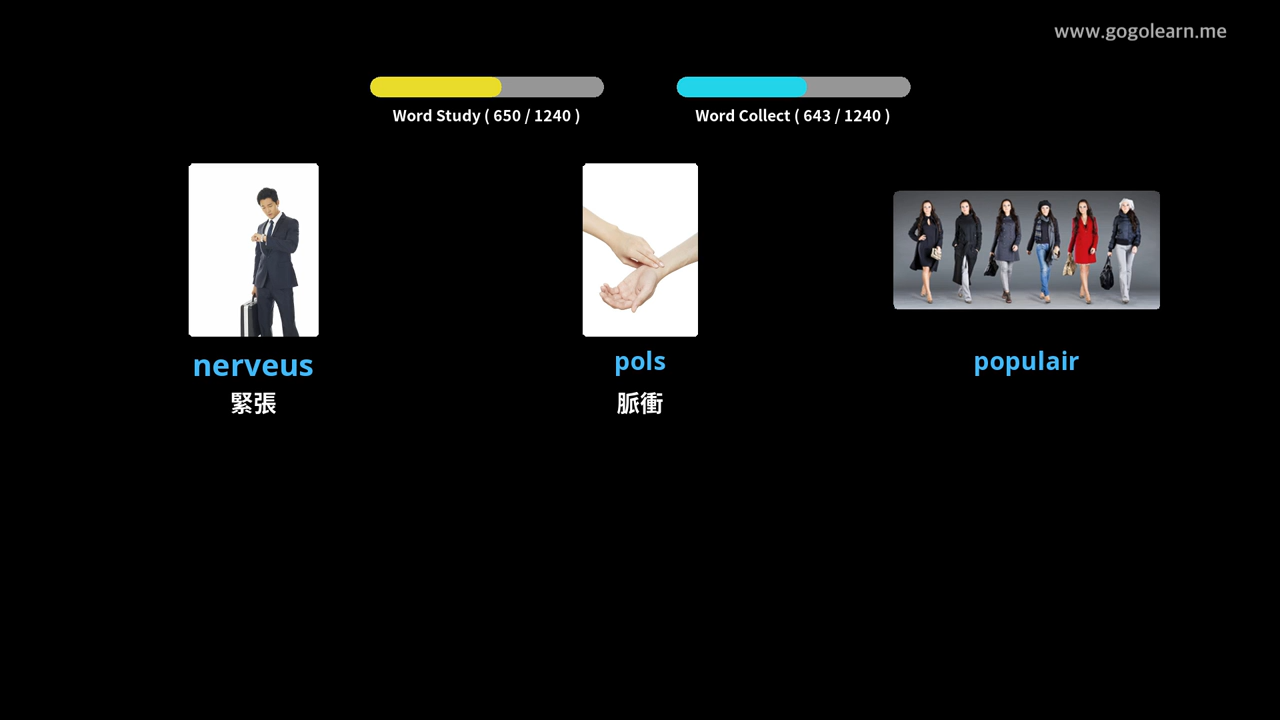 www.gogolearn.me
Word Study ( 650 / 1240 )
Word Collect ( 643 / 1240 )
nerveus
緊張
pols
脈衝
populair